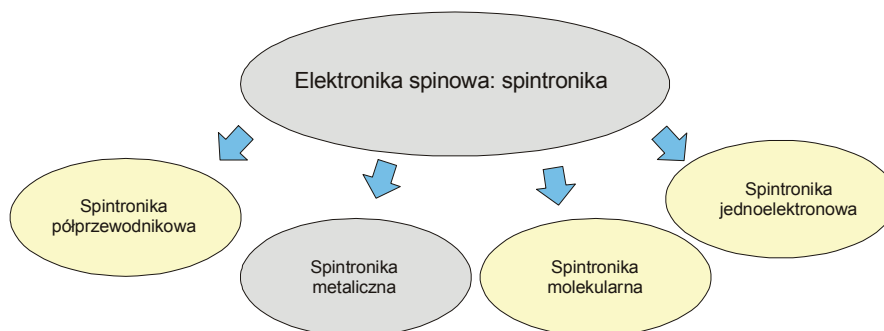 Elektronika spinowa: spintronika
Spintronika
półprzewodnikowa
Spintronika
metaliczna
Spintronika
molekularna
Spintronika
jednoelektronowa